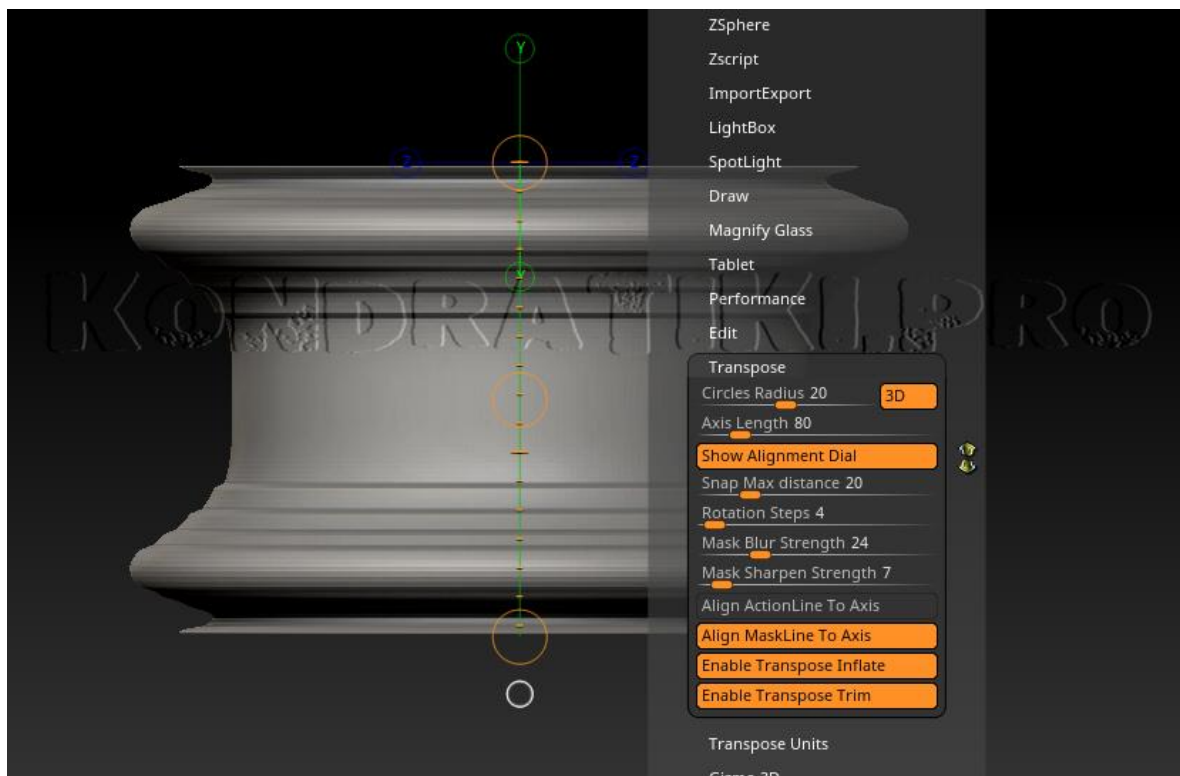 ZSphere
Zscript
ImportExport
LightBox
SpotLight
Draw
Magnify Glass
Tablet
Performance
Edit
Transpose
Circles Radius 20 3D
Axis Length 80
Show Alignment Dial
Snap Max distance 20
Rotation Steps 4
Mask Blur Strength 24
Mask Sharpen Strength 7
Align ActionLine To Axis
Align MaskLine To Axis
Enable Transpose Inflate
Enable Transpose Trim
Transpose Units
Gizmo 3D
Y
Z Z
Y